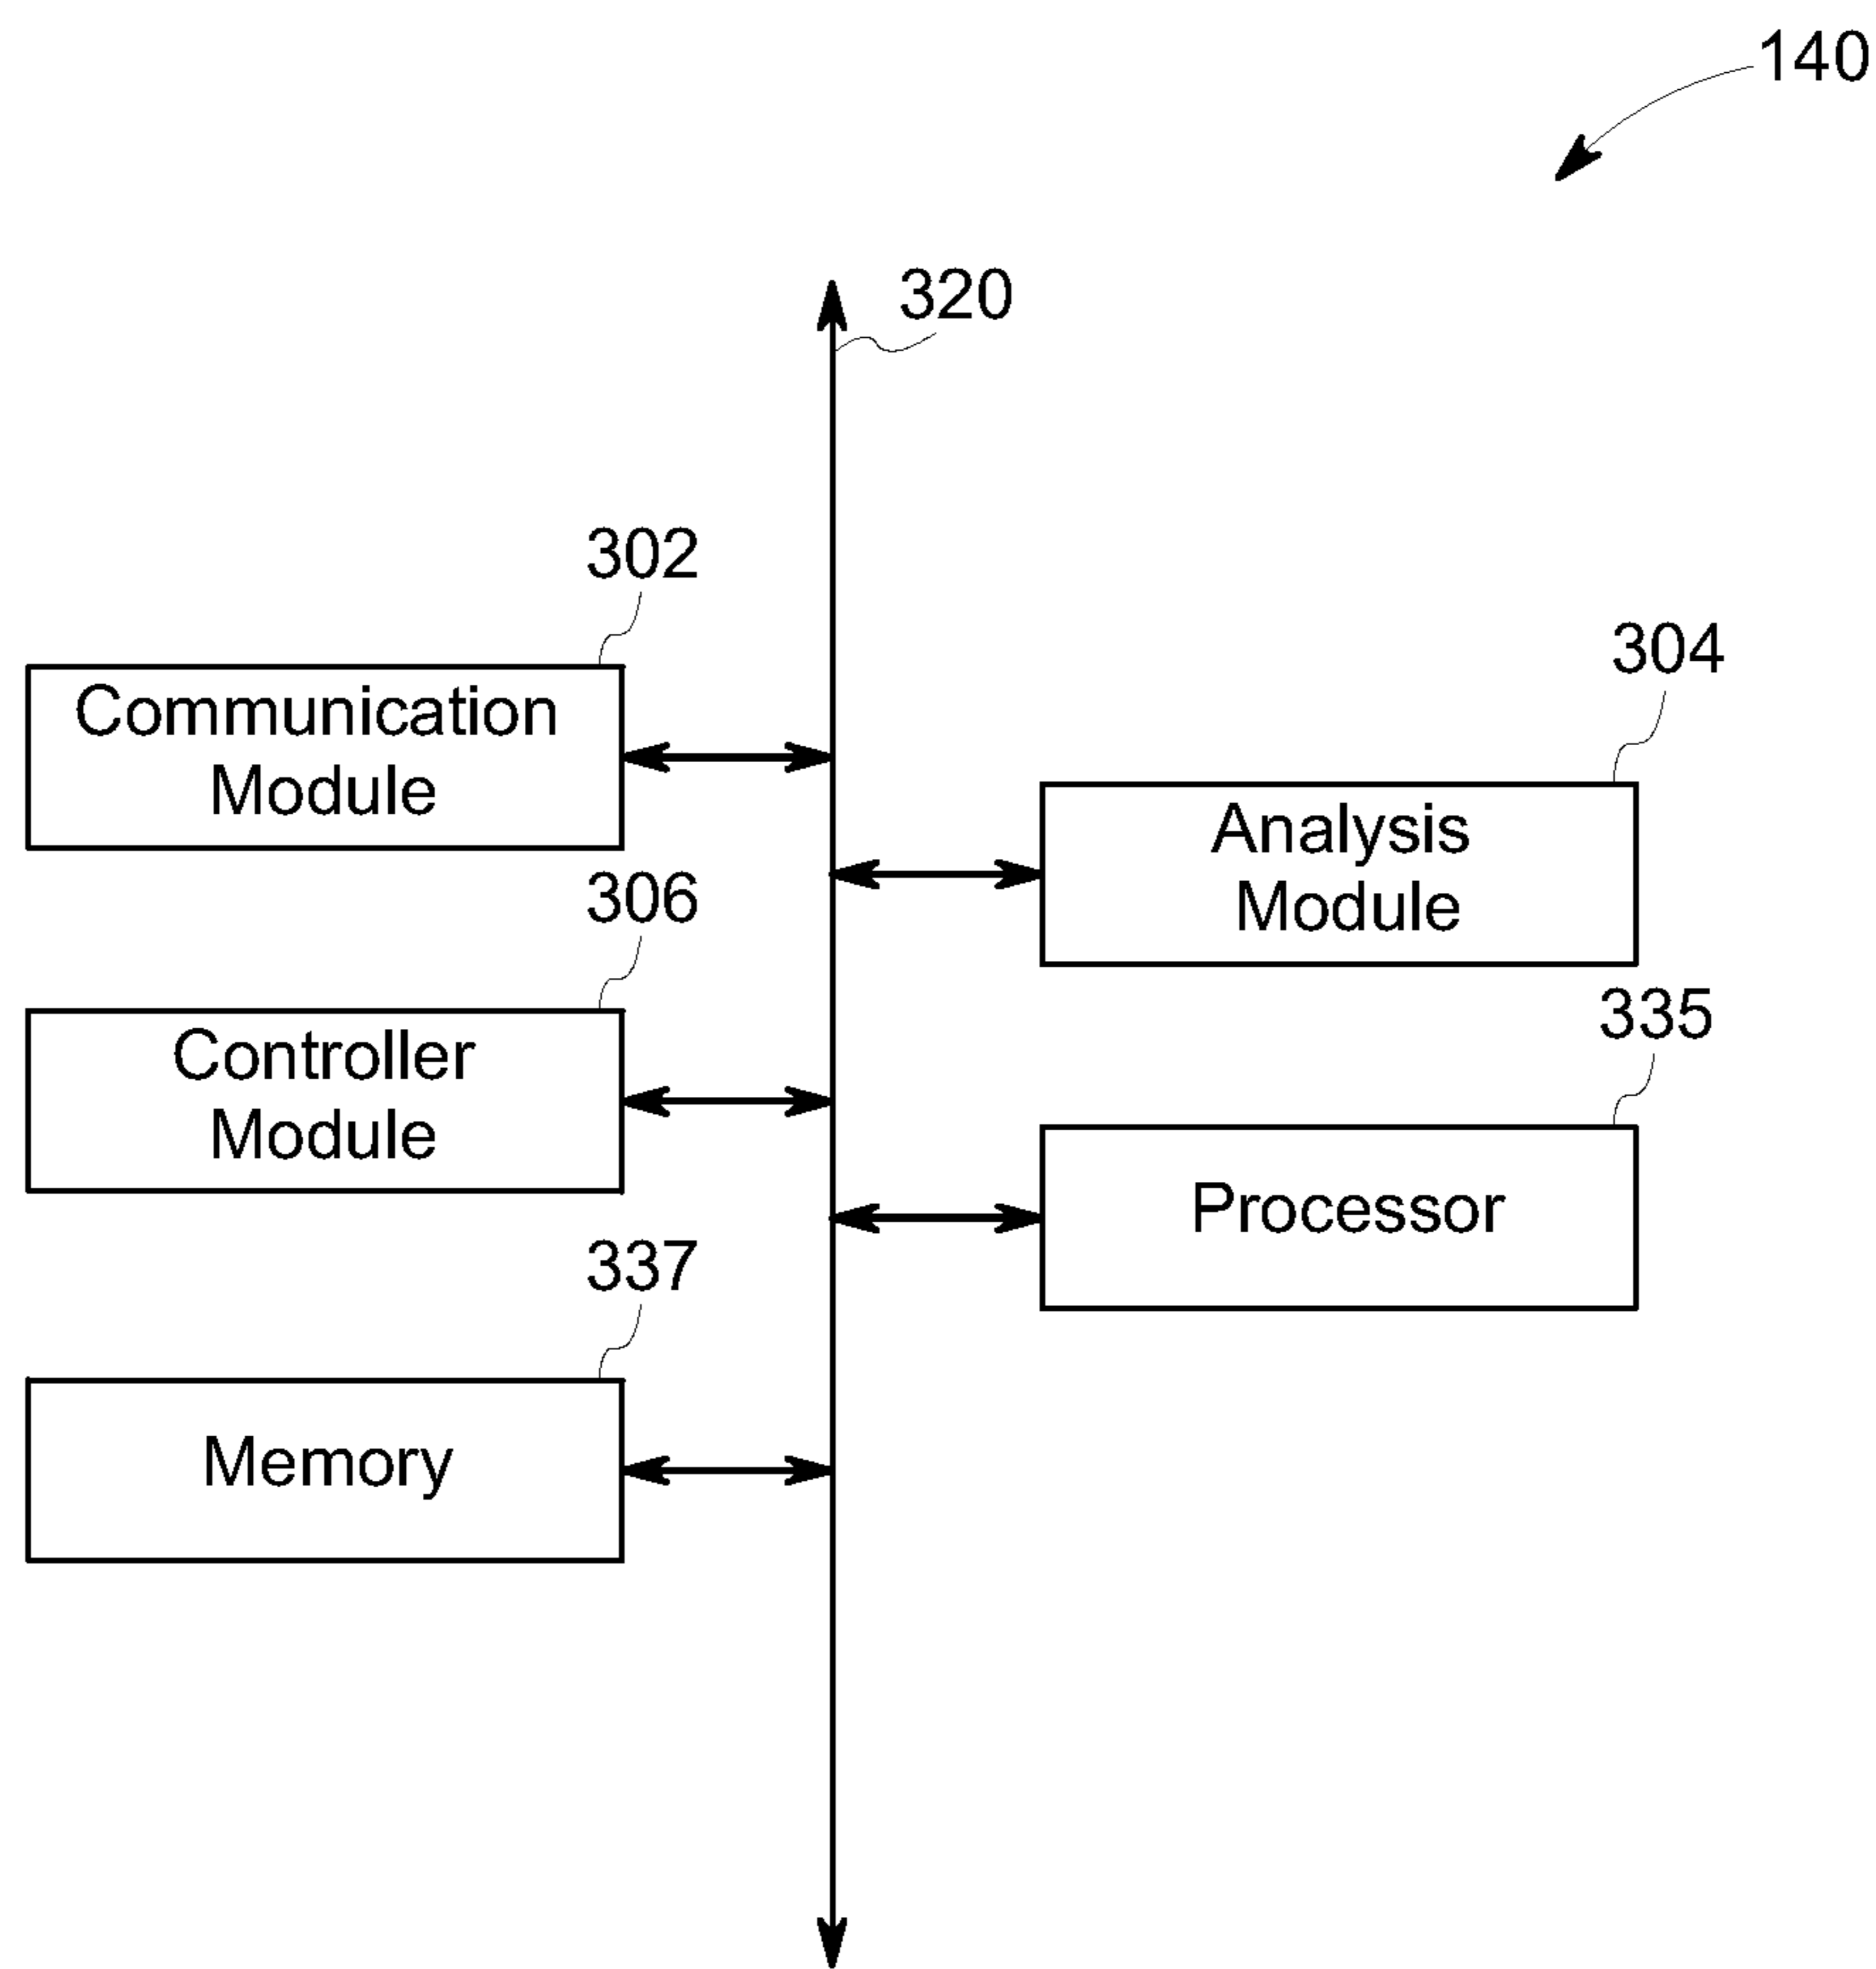 140
320
302
Communication
Module
304
Analysis
Module
306
Controller
Module
335
Processor
337
Memory